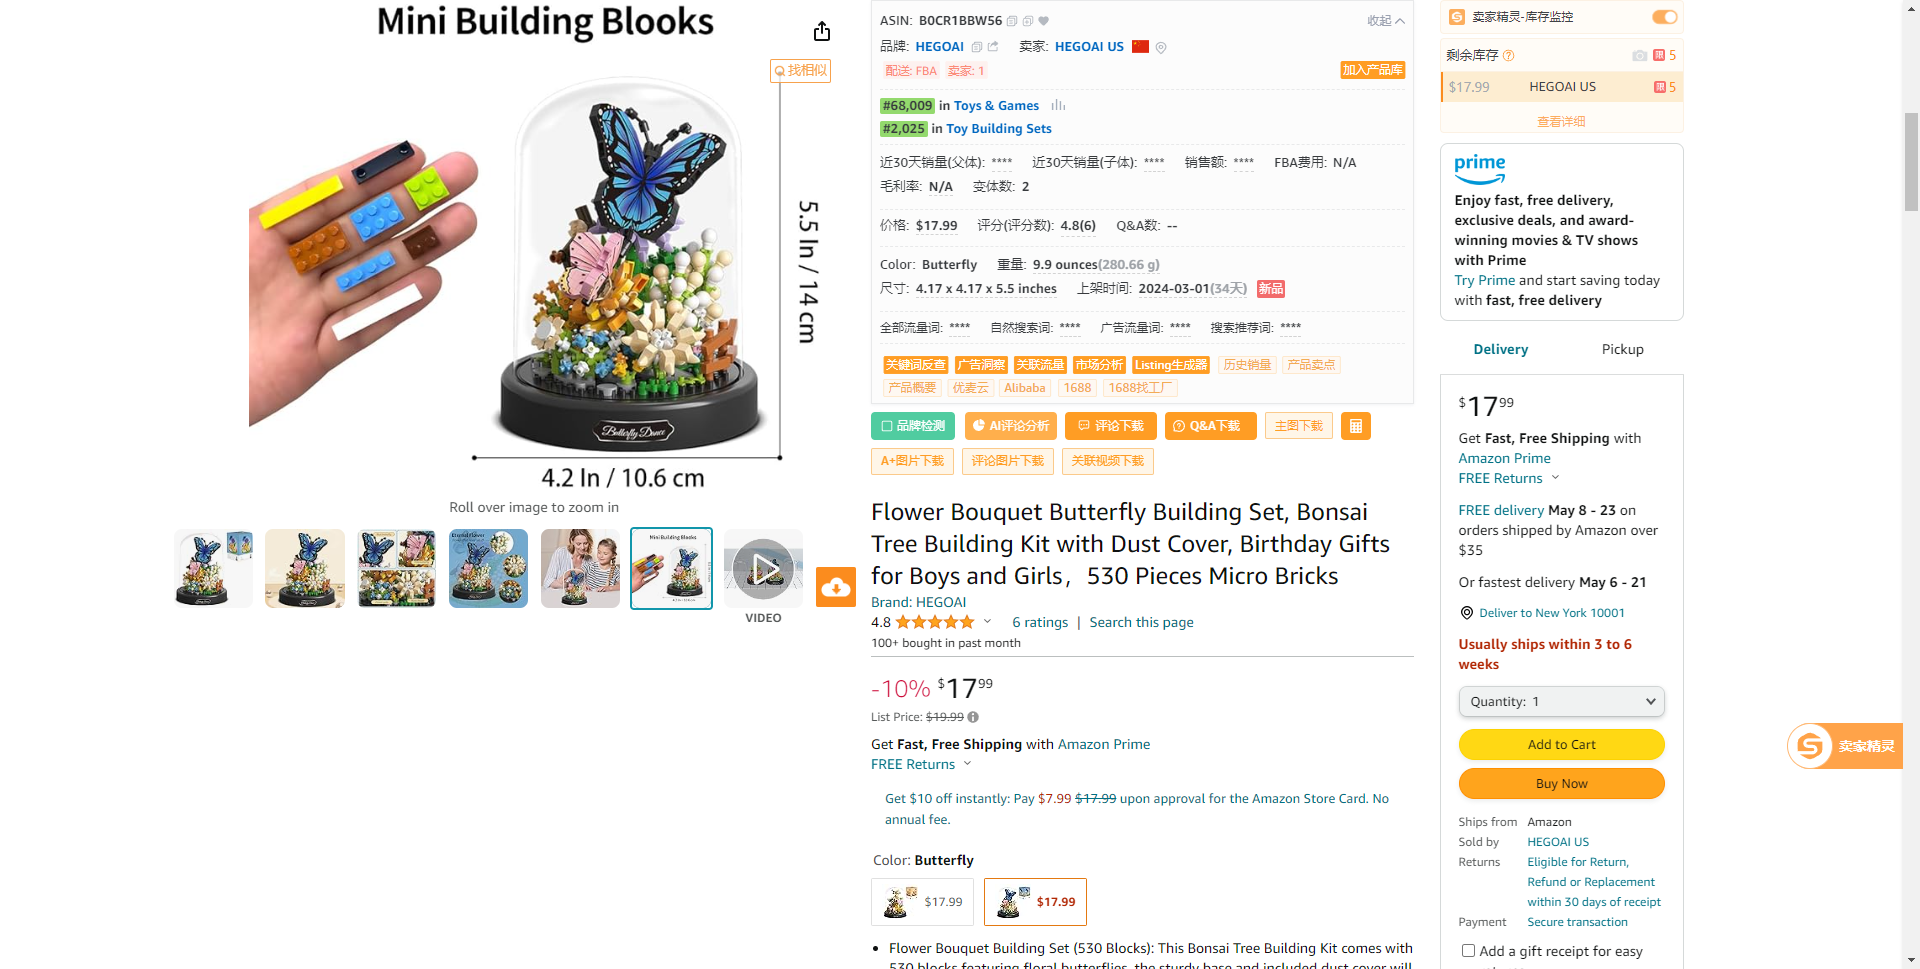 Mini Building Blooks
找相似
5.5 In / 14 cm
Butterfly Dance
4.2 In / 10.6 cm
Roll over image to zoom in
VIDEO
ASIN: B0CR1BBW56
收起
品牌: HEGOAI 卖家: HEGOAI US
配送: FBA 卖家: 1
加入产品库
#68,009 in Toys & Games
#2,025 in Toy Building Sets
近30天销量(父体): **** 近30天销量(子体): **** 销售额: **** FBA费用: N/A
毛利率: N/A 变体数: 2
价格: $17.99 评分(评分数): 4.8(6) Q&A数: --
Color: Butterfly 重量: 9.9 ounces(280.66 g)
尺寸: 4.17 x 4.17 x 5.5 inches 上架时间: 2024-03-01(34天) 新品
全部流量词: **** 自然搜索词: **** 广告流量词: **** 搜索推荐词: ****
关键词反查 广告洞察 关联流量 市场分析 Listing生成器 历史销量 产品卖点
产品概要 优麦云 Alibaba 1688 1688找工厂
品牌检测 AI评论分析 评论下载 Q&A下载 主图下载
A+图片下载 评论图片下载 关联视频下载
Flower Bouquet Butterfly Building Set, Bonsai
Tree Building Kit with Dust Cover, Birthday Gifts
for Boys and Girls，530 Pieces Micro Bricks
Brand: HEGOAI
4.8 6 ratings | Search this page
100+ bought in past month
-10% $17 99
List Price: $19.99
Get Fast, Free Shipping with Amazon Prime
FREE Returns
Get $10 off instantly: Pay $7.99 $17.99 upon approval for the Amazon Store Card. No
annual fee.
Color: Butterfly
$17.99 $17.99
Flower Bouquet Building Set (530 Blocks): This Bonsai Tree Building Kit comes with
530 blocks featuring floral butterflies, the sturdy base and included dust cover will
卖家精灵-库存监控
剩余库存 限 5
$17.99 HEGOAI US 限 5
查看详细
prime
Enjoy fast, free delivery,
exclusive deals, and award-
winning movies & TV shows
with Prime
Try Prime and start saving today
with fast, free delivery
Delivery Pickup
$17 99
Get Fast, Free Shipping with
Amazon Prime
FREE Returns
FREE delivery May 8 - 23 on
orders shipped by Amazon over
$35
Or fastest delivery May 6 - 21
Deliver to New York 10001
Usually ships within 3 to 6
weeks
Quantity: 1
Add to Cart
Buy Now
Ships from Amazon
Sold by HEGOAI US
Returns Eligible for Return,
Refund or Replacement
within 30 days of receipt
Payment Secure transaction
Add a gift receipt for easy
卖家精灵